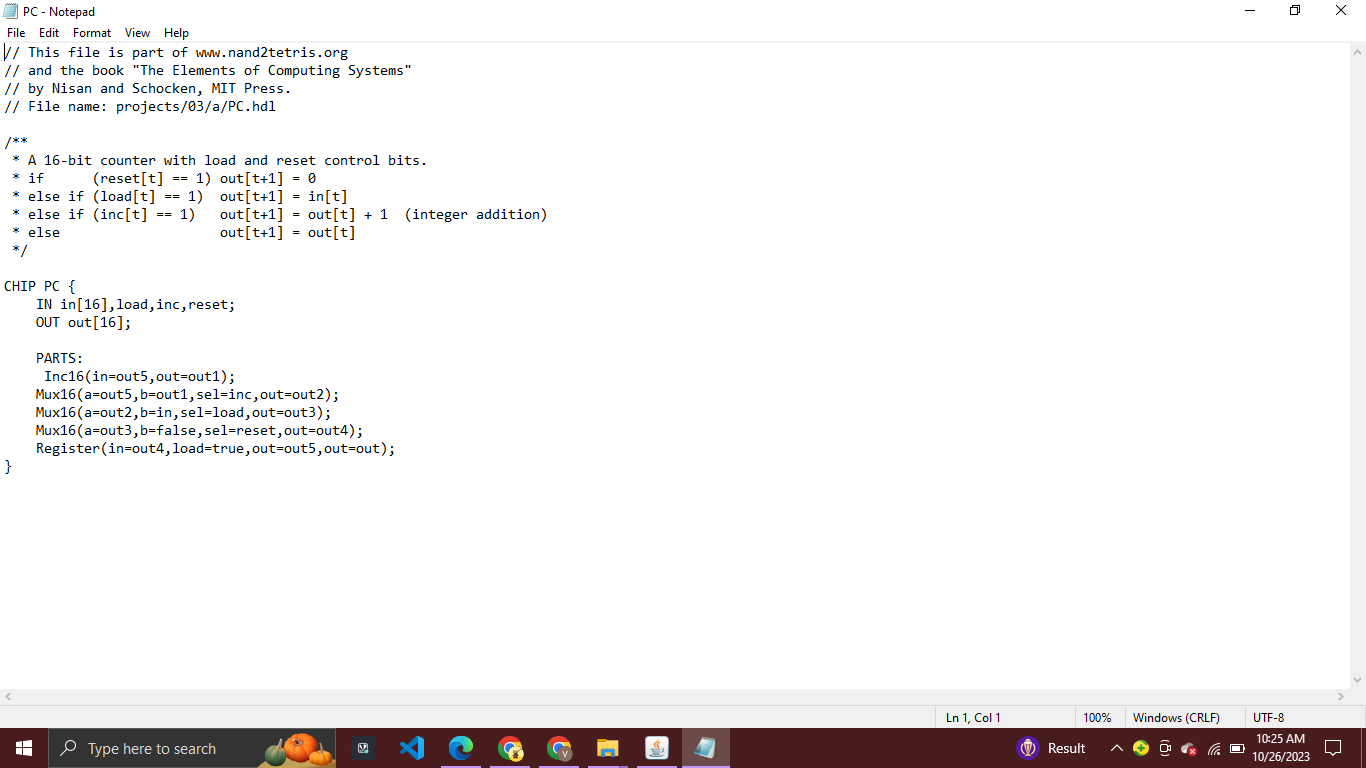 PC - Notepad
File Edit Format View Help
// This file is part of www.nand2tetris.org
// and the book "The Elements of Computing Systems"
// by Nisan and Schocken, MIT Press.
// File name: projects/03/a/PC.hdl

/**
 * A 16-bit counter with load and reset control bits.
 * if      (reset[t] == 1) out[t+1] = 0
 * else if (load[t] == 1)  out[t+1] = in[t]
 * else if (inc[t] == 1)   out[t+1] = out[t] + 1  (integer addition)
 * else                    out[t+1] = out[t]
 */

CHIP PC {
    IN in[16],load,inc,reset;
    OUT out[16];

    PARTS:
     Inc16(in=out5,out=out1);
    Mux16(a=out5,b=out1,sel=inc,out=out2);
    Mux16(a=out2,b=in,sel=load,out=out3);
    Mux16(a=out3,b=false,sel=reset,out=out4);
    Register(in=out4,load=true,out=out5,out=out);
}
Ln 1, Col 1 100% Windows (CRLF) UTF-8
Type here to search Result 10:25 AM
10/26/2023